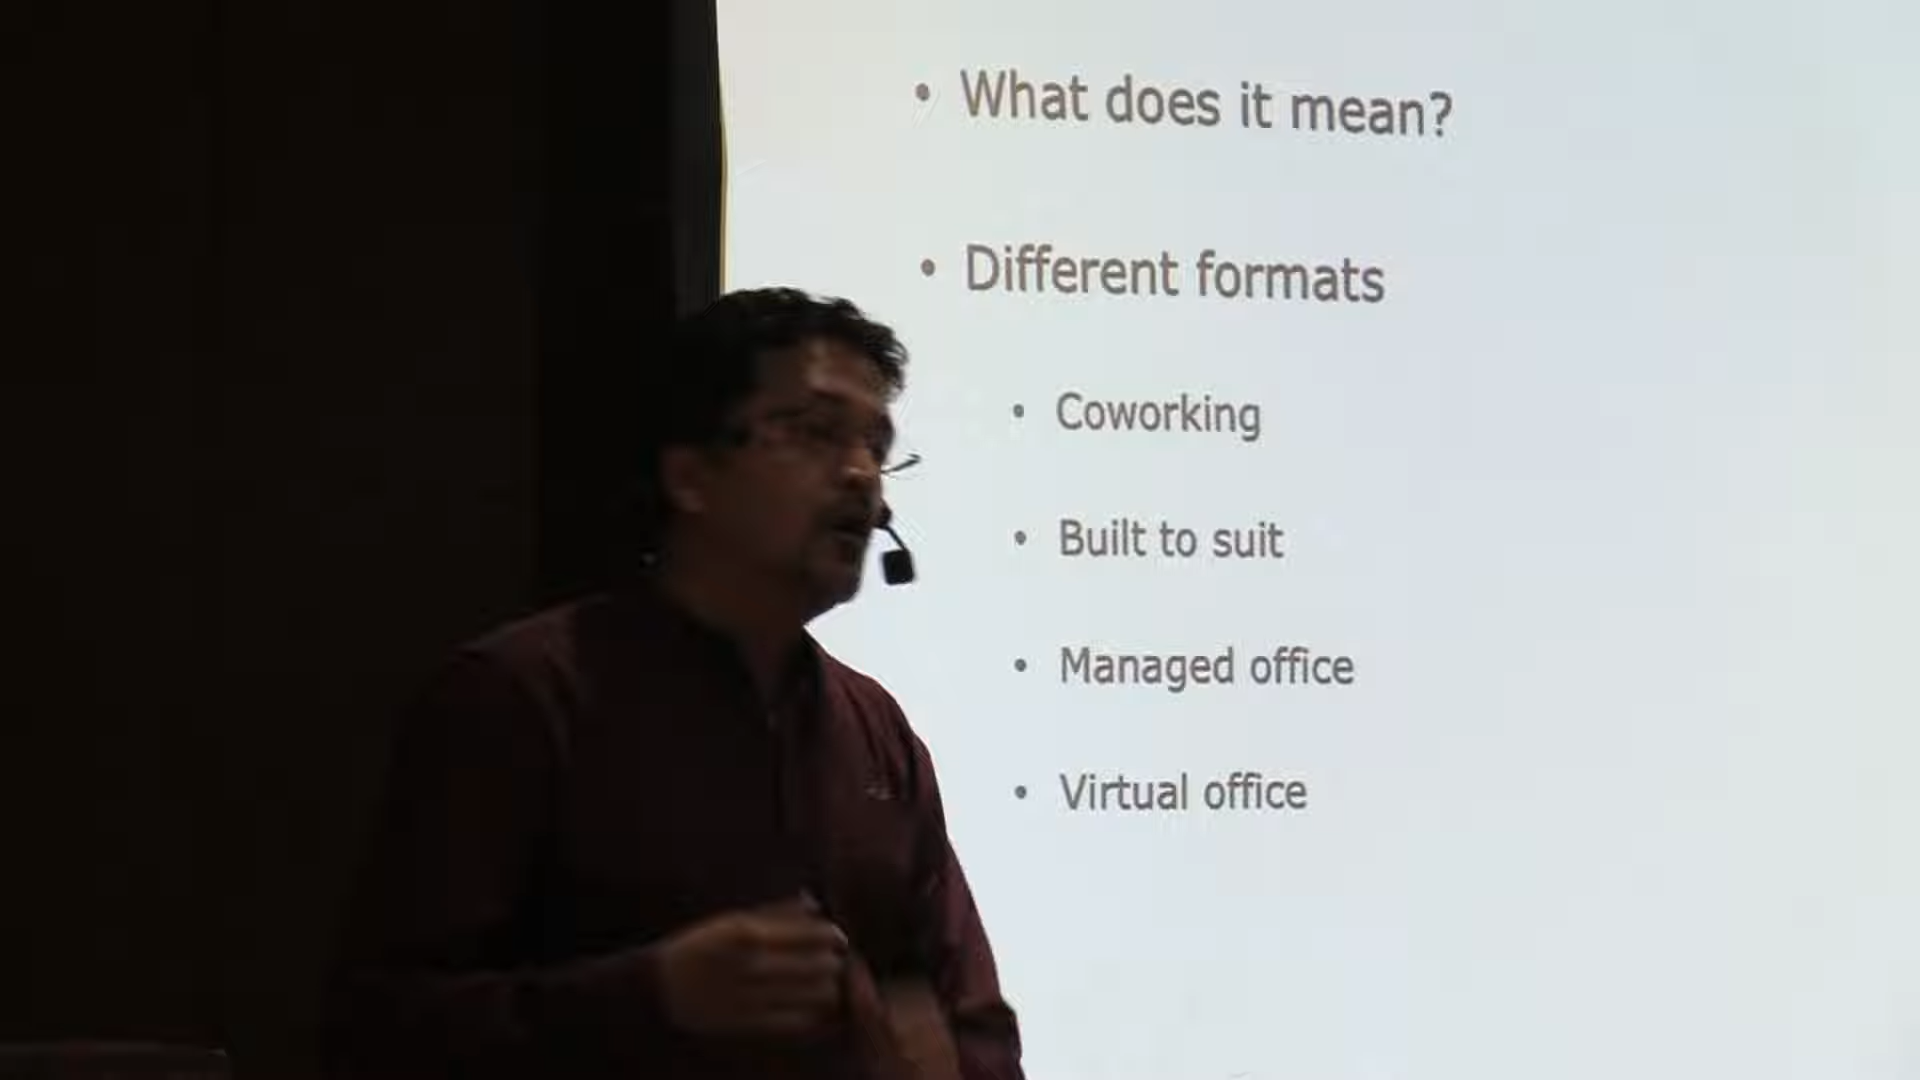 • What does it mean?
• Different formats
• Coworking
• Built to suit
• Managed office
• Virtual office